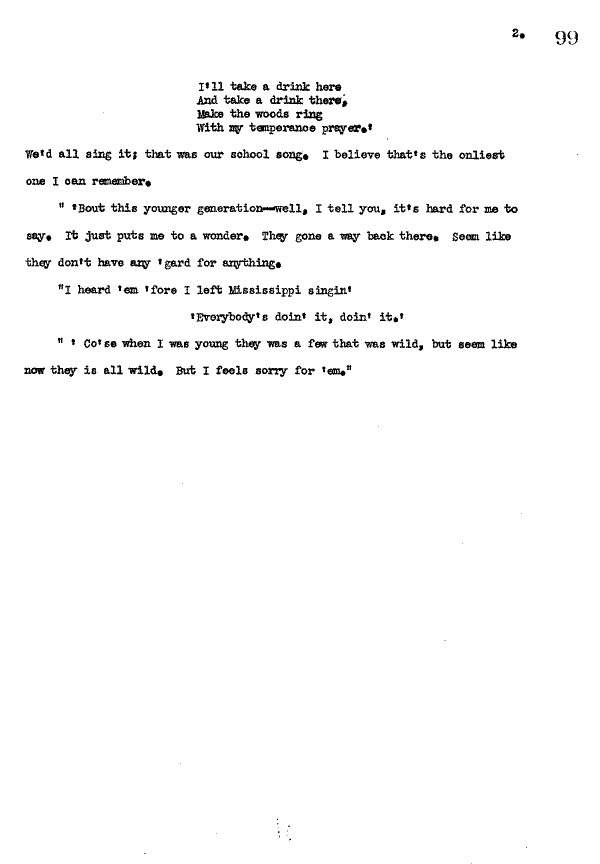 2. 99
I'll take a drink here
And take a drink there,
Make the woods ring
With my temperance prayer.'
We'd all sing it; that was our school song. I believe that's the onliest
one I can remember.
" 'Bout this younger generation—well, I tell you, it's hard for me to
say. It just puts me to a wonder. They gone a way back there. Seem like
they don't have any 'gard for anything.
"I heard 'em 'fore I left Mississippi singin'
'Everybody's doin' it, doin' it.'
" ' Co'se when I was young they was a few that was wild, but seem like
now they is all wild. But I feels sorry for 'em."